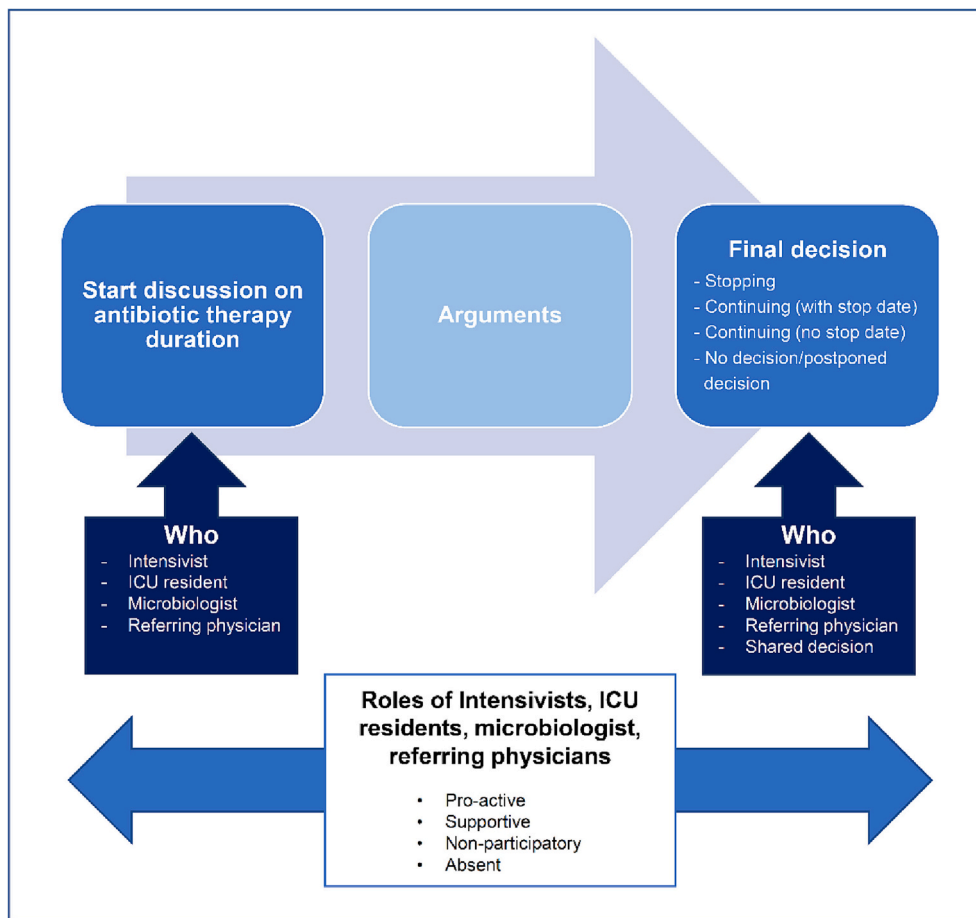 Start discussion on
antibiotic therapy
duration
Arguments
Final decision
- Stopping
- Continuing (with stop date)
- Continuing (no stop date)
- No decision/postponed
decision
Who
- Intensivist
- ICU resident
- Microbiologist
- Referring physician
Who
- Intensivist
- ICU resident
- Microbiologist
- Referring physician
- Shared decision
Roles of Intensivists, ICU
residents, microbiologist,
referring physicians
• Pro-active
• Supportive
• Non-participatory
• Absent